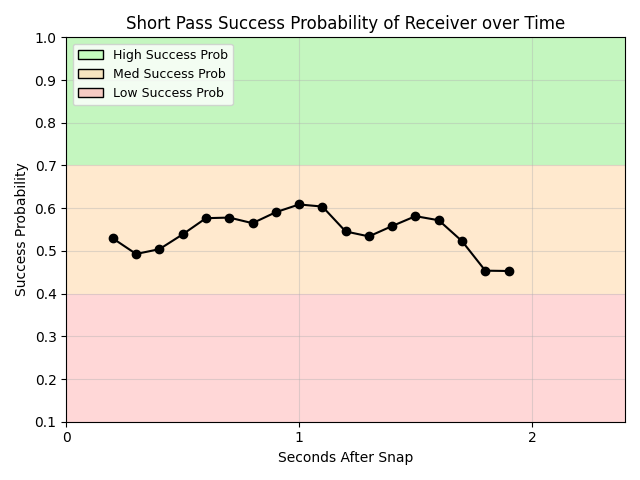 Short Pass Success Probability of Receiver over Time
High Success Prob
Med Success Prob
Low Success Prob
Success Probability
1.0
0.9
0.8
0.7
0.6
0.5
0.4
0.3
0.2
0.1
0 1 2
Seconds After Snap